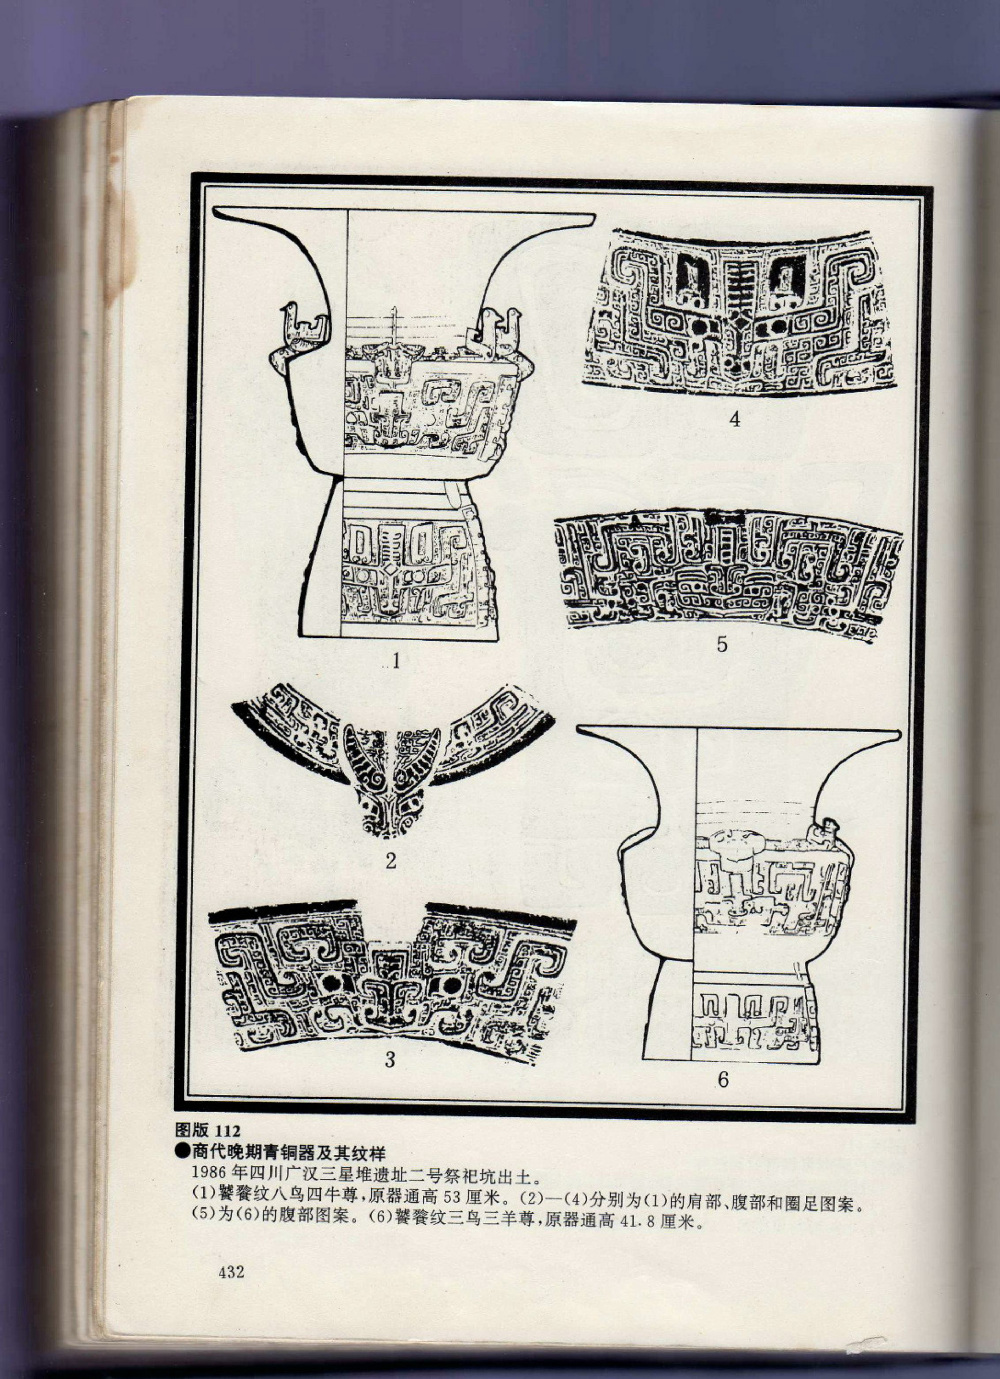 4
5
1
2
3
6
图版 112
●商代晚期青铜器及其纹样
1986 年四川广汉三星堆遗址二号祭祀坑出土。
(1)饕餮纹八鸟四牛尊,原器通高 53 厘米。(2)—(4)分别为(1)的肩部、腹部和圈足图案。
(5)为(6)的腹部图案。(6)饕餮纹三鸟三羊尊,原器通高 41.8 厘米。
432